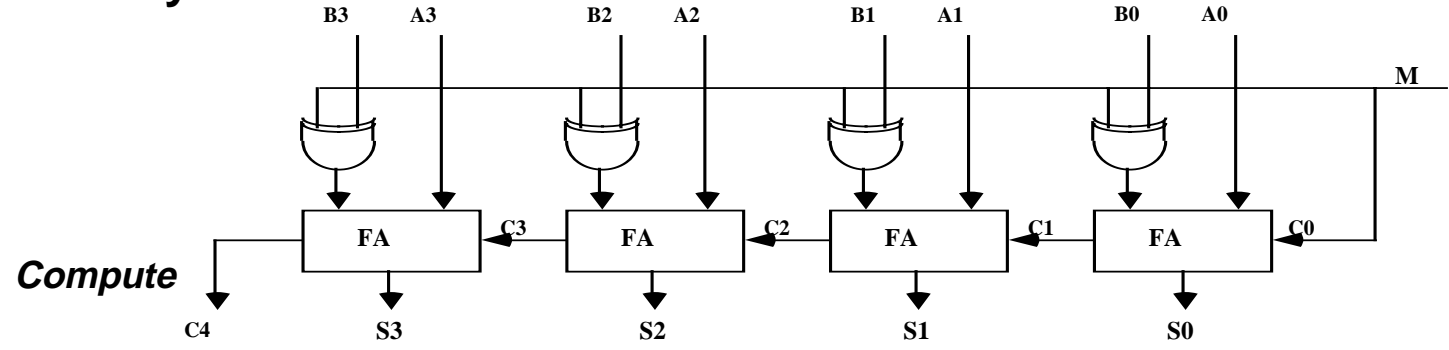 B3 A3 B2 A2 B1 A1 B0 A0
M
FA C3 FA C2 FA C1 FA C0
Compute
C4 S3 S2 S1 S0